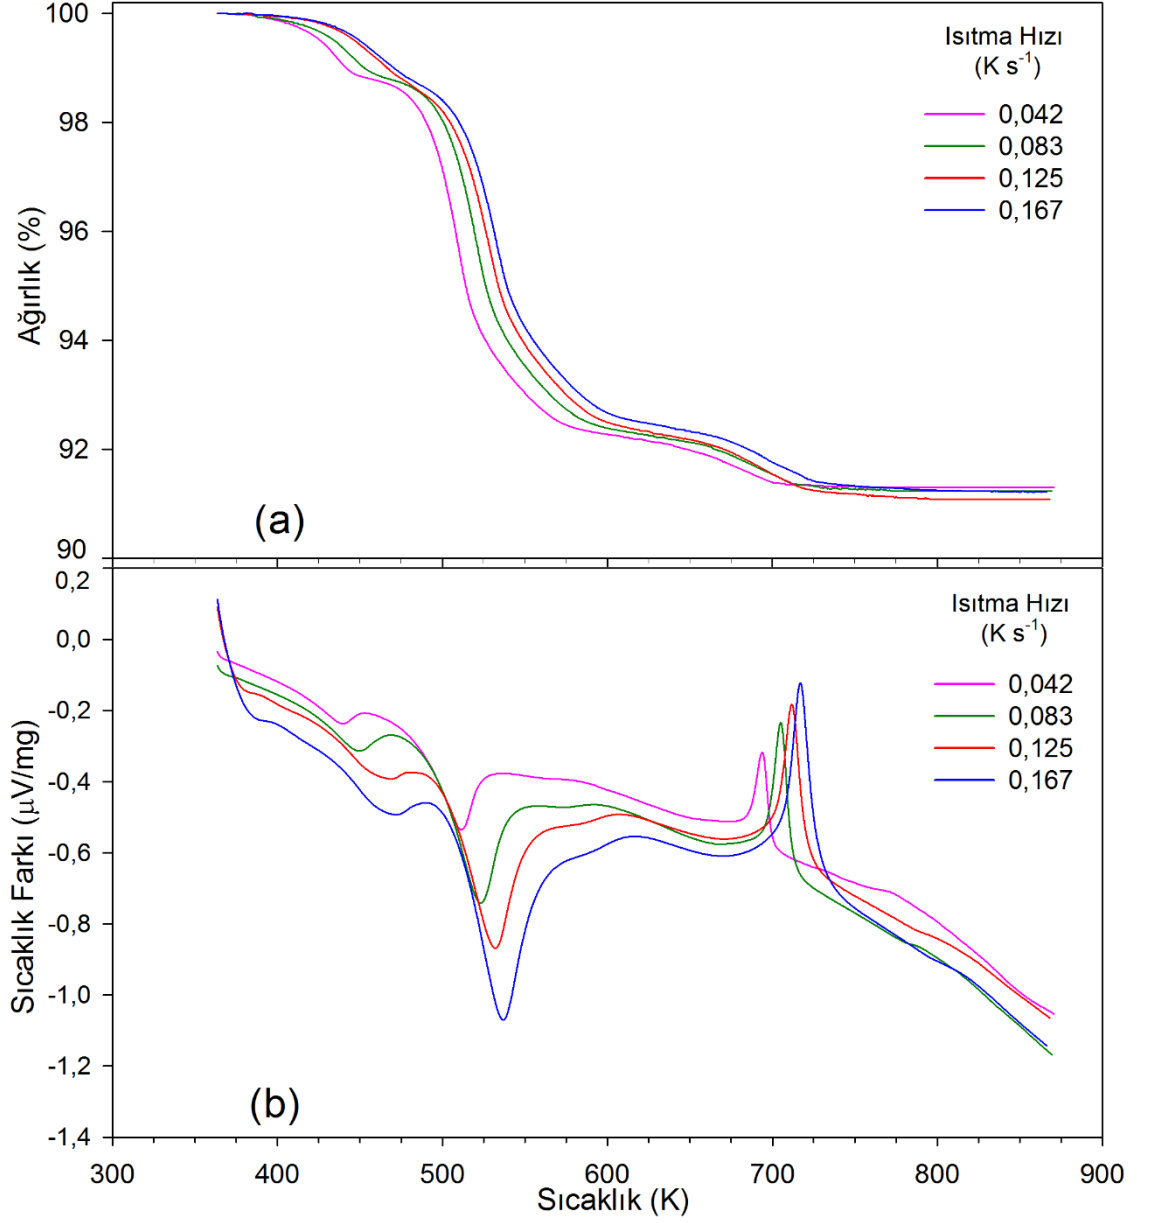 100
98
96
94
92
90
Ağırlık (%)
Isıtma Hızı
(K s-1)
0,042
0,083
0,125
0,167
(a)
0,2
0,0
-0,2
-0,4
-0,6
-0,8
-1,0
-1,2
-1,4
Sıcaklık Farkı (μV/mg)
Isıtma Hızı
(K s-1)
0,042
0,083
0,125
0,167
(b)
300 400 500 600 700 800 900
Sıcaklık (K)